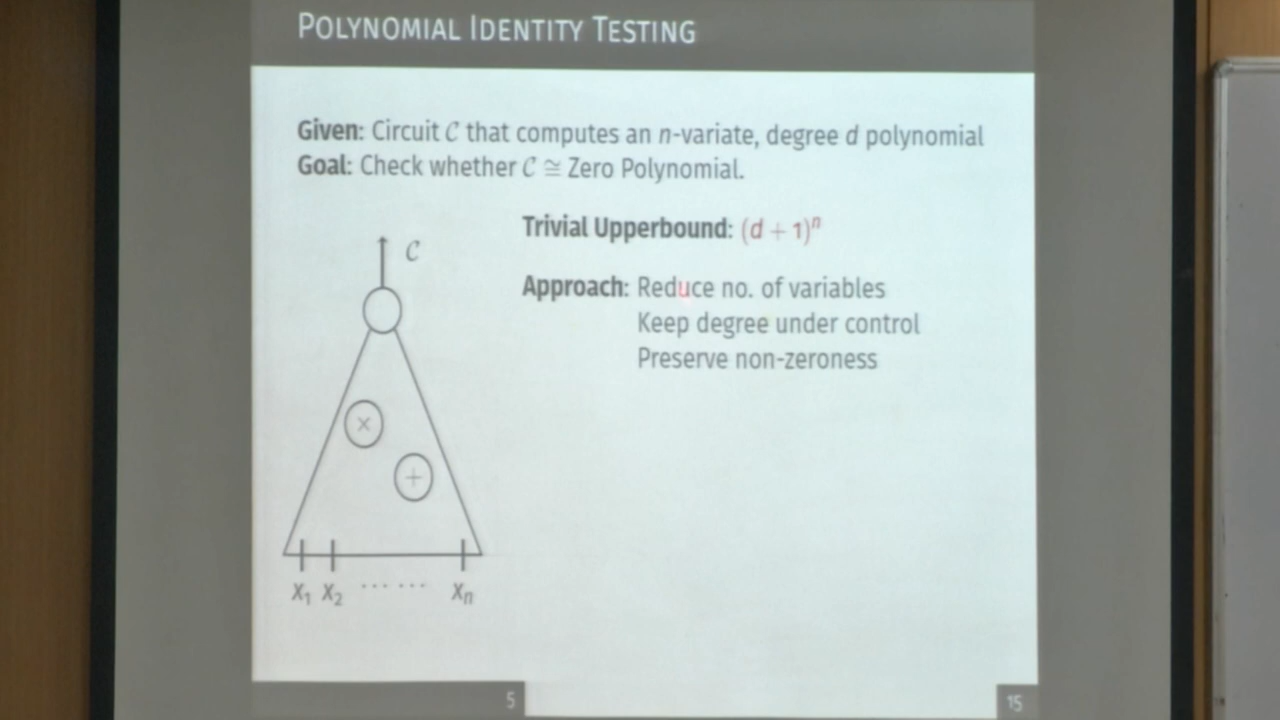 POLYNOMIAL IDENTITY TESTING
Given: Circuit C that computes an n-variate, degree d polynomial
Goal: Check whether C ≅ Zero Polynomial.
Trivial Upperbound: (d + 1)ⁿ
C
Approach: Reduce no. of variables
Keep degree under control
Preserve non-zeroness
×
+
X₁ X₂ ⋯⋯ Xₙ
5
15